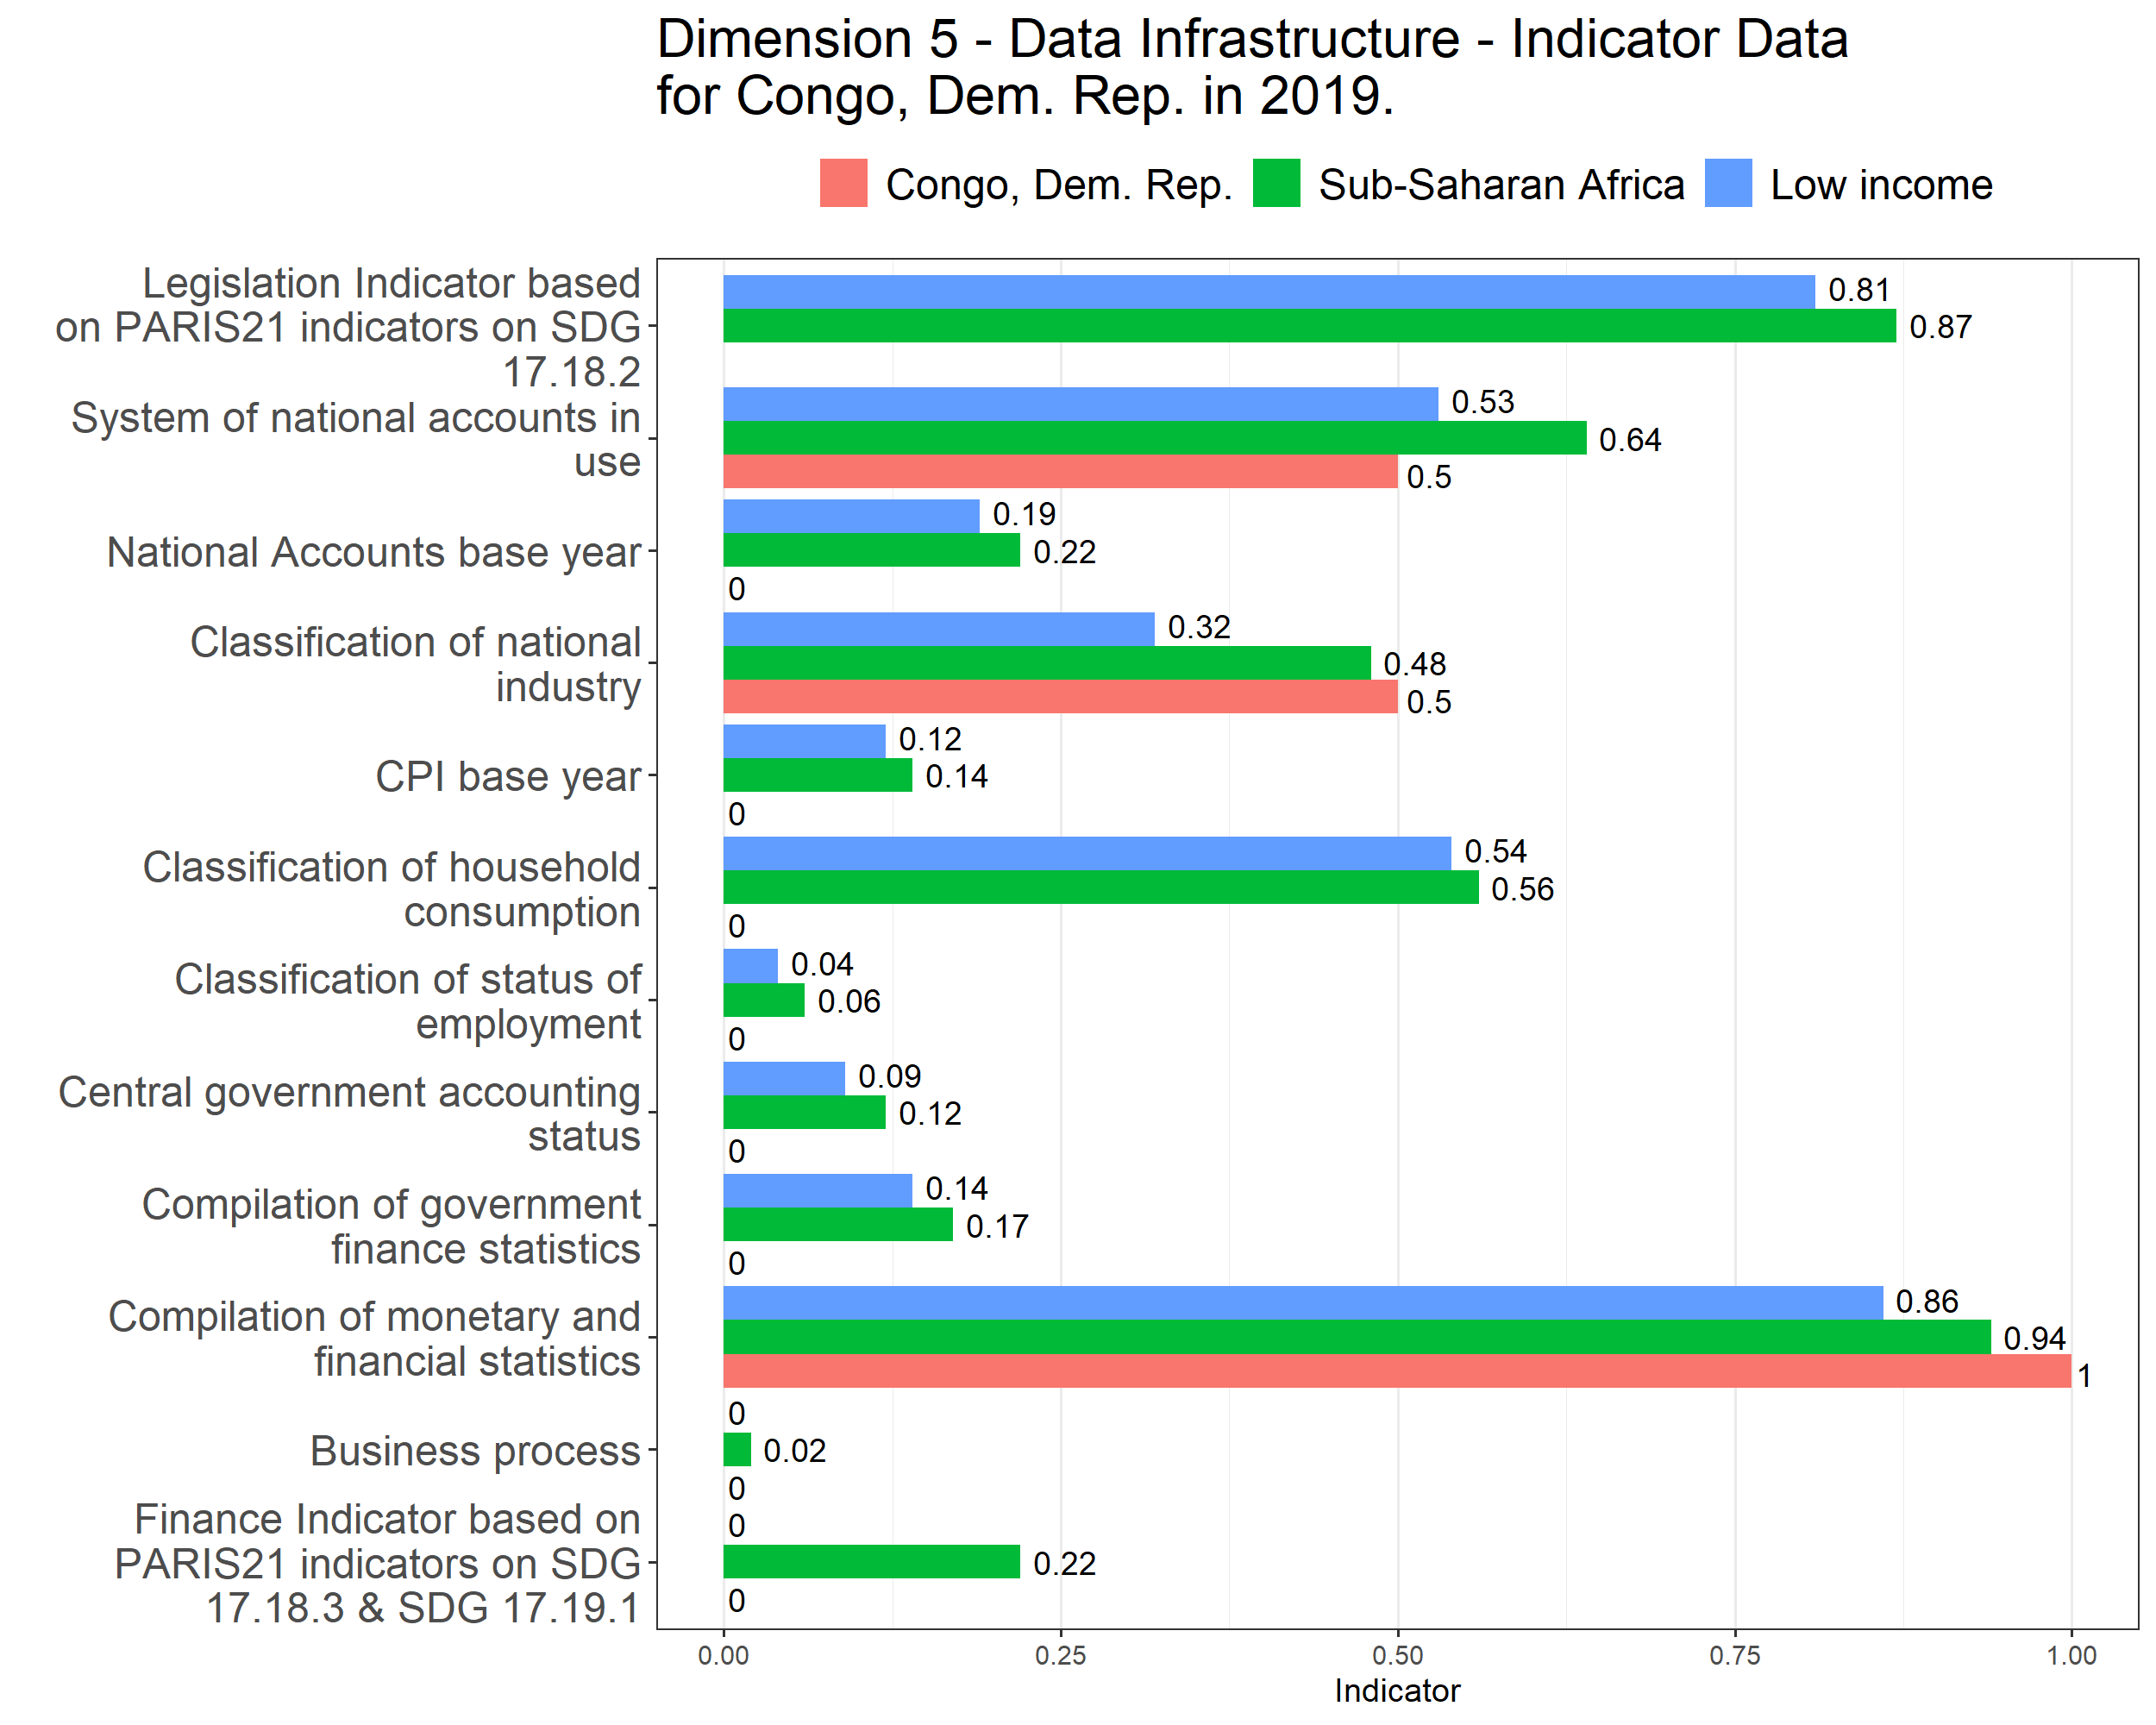 Dimension 5 - Data Infrastructure - Indicator Data
for Congo, Dem. Rep. in 2019.
Congo, Dem. Rep.
Sub-Saharan Africa
Low income
Legislation Indicator based
on PARIS21 indicators on SDG
17.18.2
0.81
0.87
System of national accounts in
use
0.53
0.64
0.5
National Accounts base year
0.19
0.22
0
Classification of national
industry
0.32
0.48
0.5
CPI base year
0.12
0.14
0
Classification of household
consumption
0.54
0.56
0
Classification of status of
employment
0.04
0.06
0
Central government accounting
status
0.09
0.12
0
Compilation of government
finance statistics
0.14
0.17
0
Compilation of monetary and
financial statistics
0.86
0.94
1
Business process
0
0.02
0
Finance Indicator based on
PARIS21 indicators on SDG
17.18.3 & SDG 17.19.1
0
0.22
0
0.00
0.25
0.50
0.75
1.00
Indicator